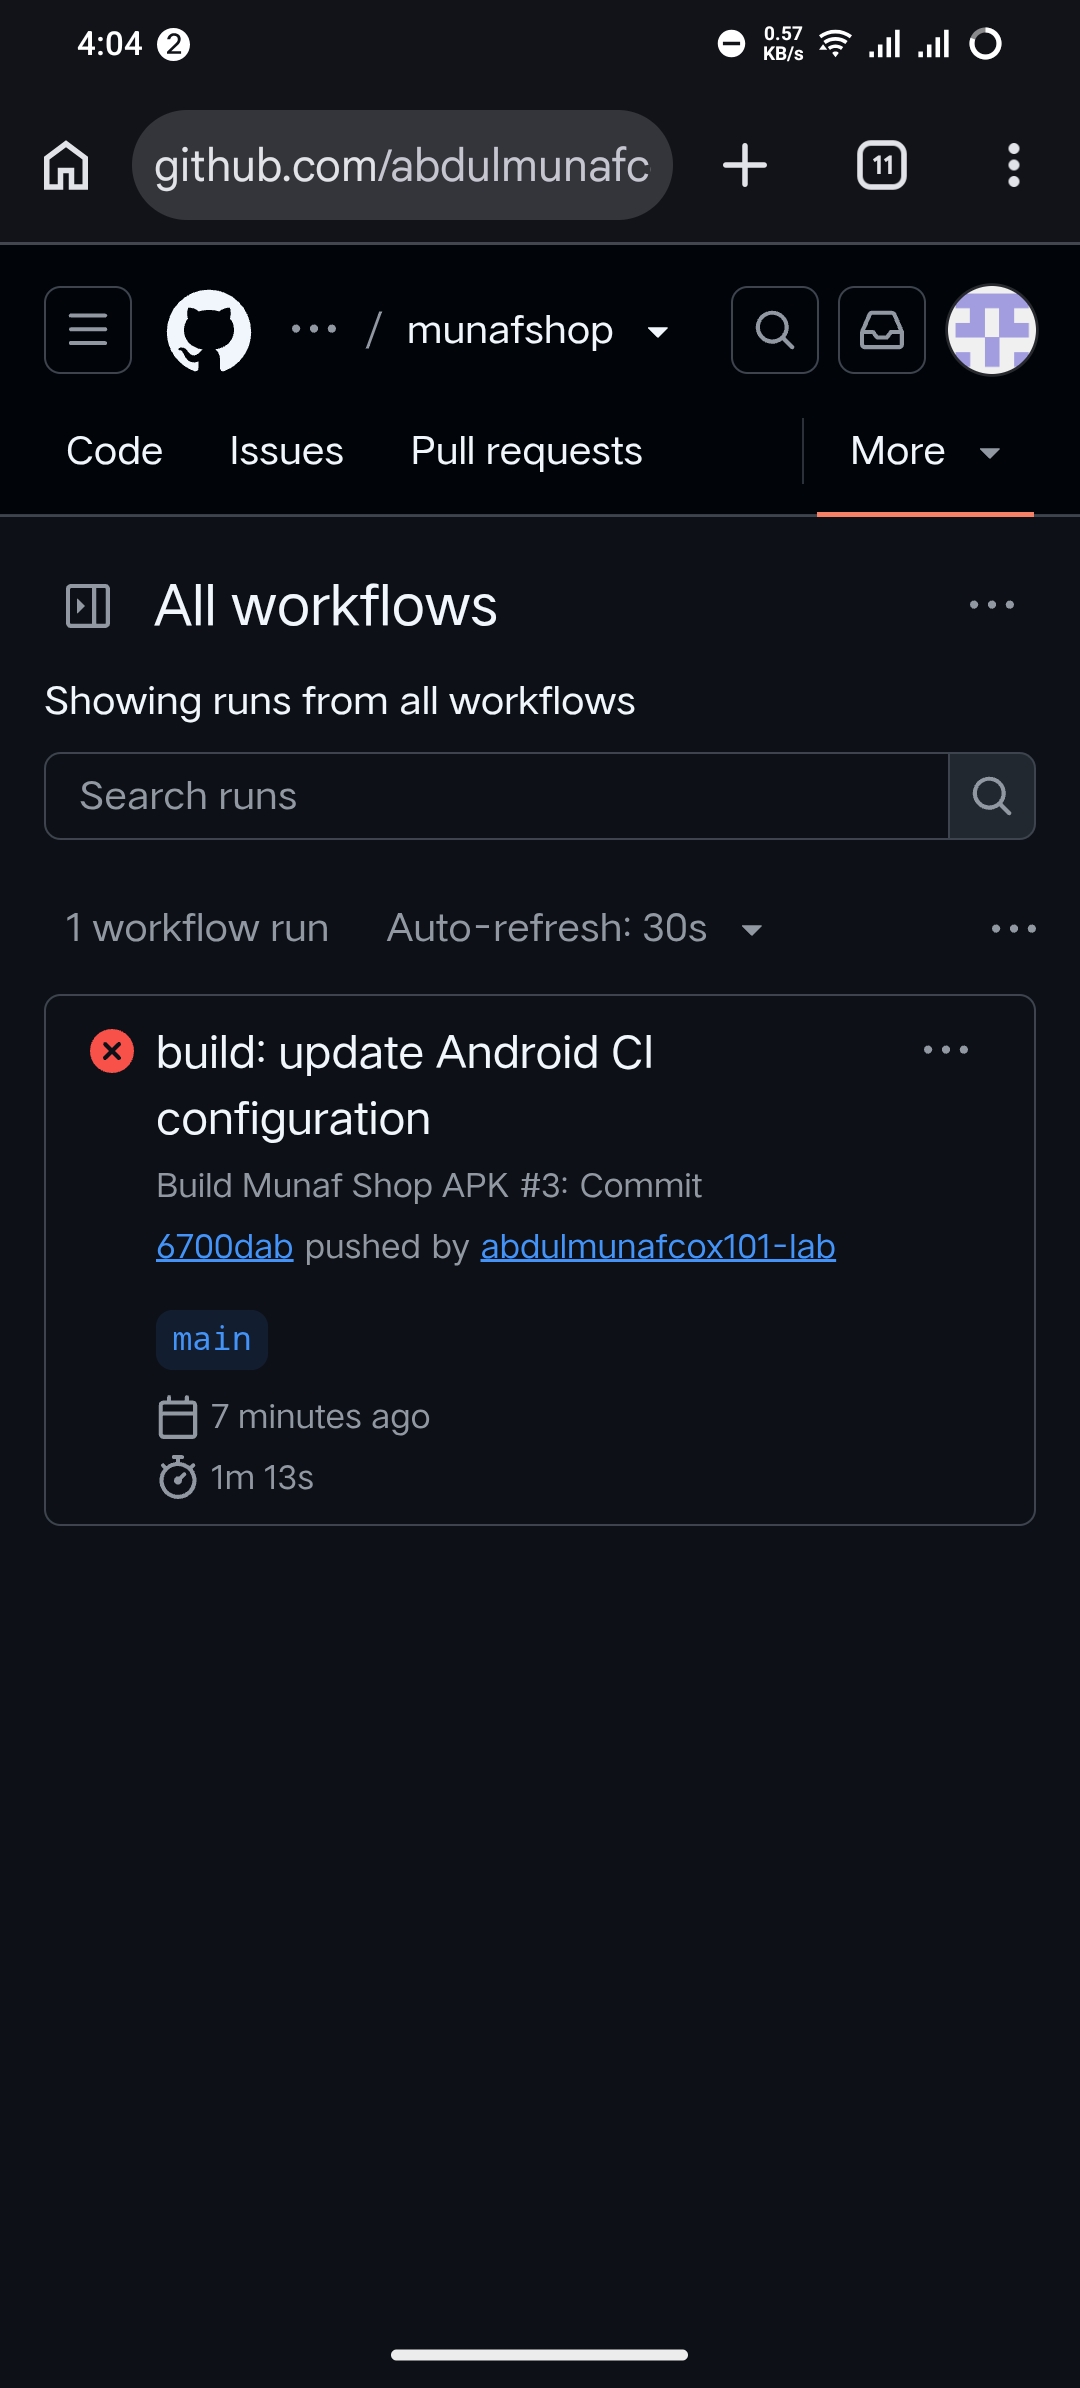 4:04 2 0.57 KB/s
github.com/abdulmunafc
11
··· / munafshop
Code Issues Pull requests More
All workflows
Showing runs from all workflows
Search runs
1 workflow run Auto-refresh: 30s
build: update Android CI
configuration
Build Munaf Shop APK #3: Commit
6700dab pushed by abdulmunafcox101-lab
main
7 minutes ago
1m 13s